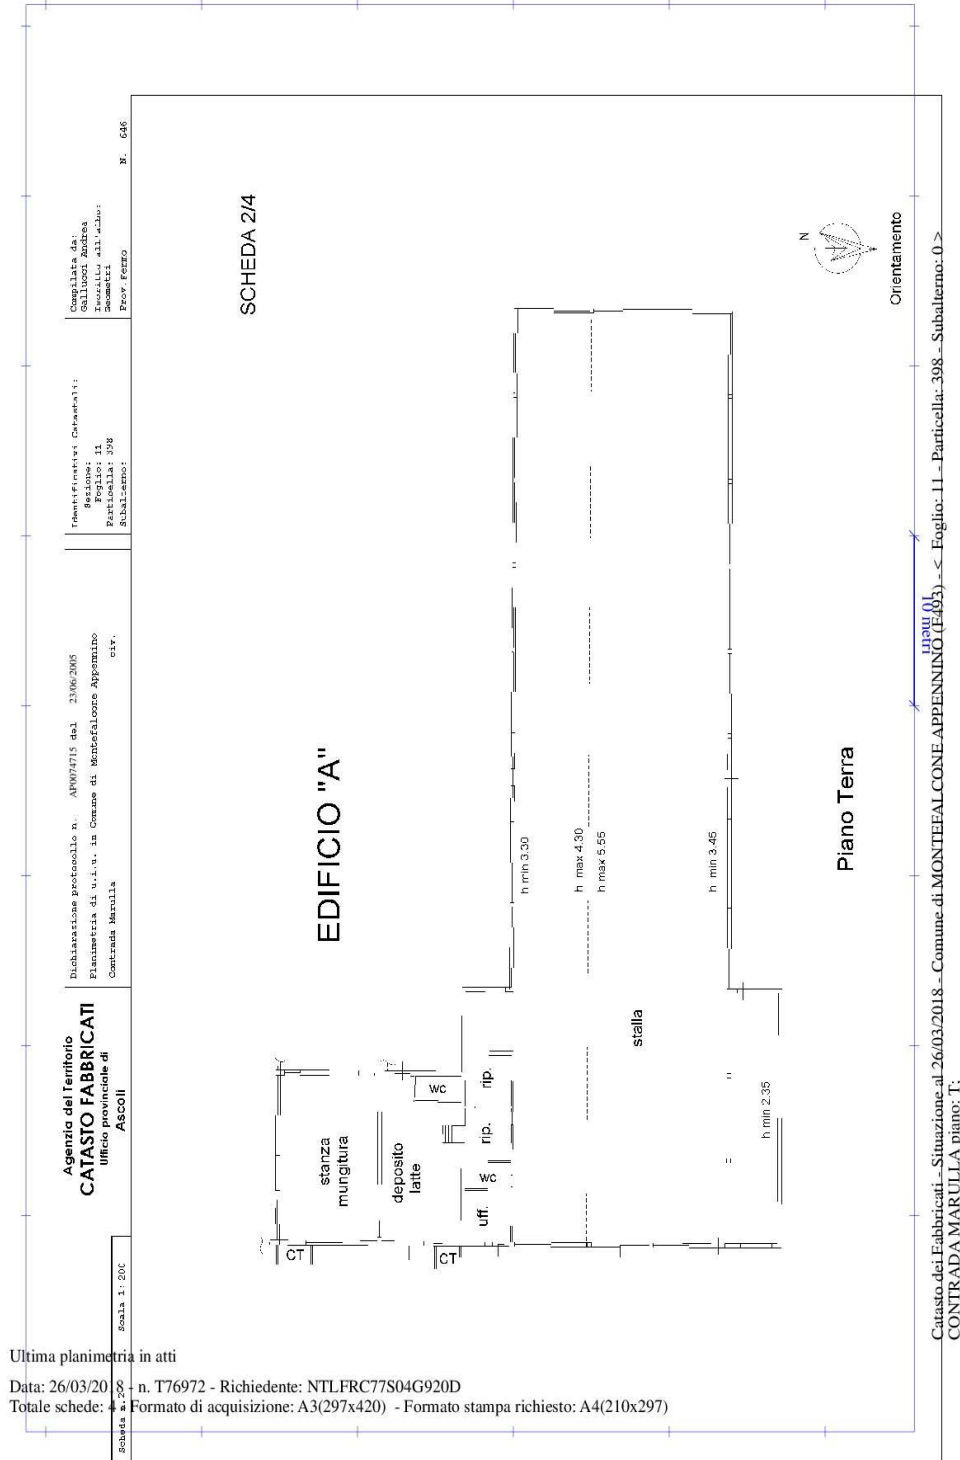 Agenzia del Territorio
CATASTO FABBRICATI
Ufficio provinciale di
Ascoli
Dichiarazione protocollo n. AP0074715 del 23/06/2005
Planimetria di u.i.u. in Comune di Montefalcone Appennino
Contrada Marulla civ.
Identificativi Catastali:
Sezione:
Foglio: 11
Particella: 398
Subalterno:
Compilata da:
Gallucci Andrea
Iscritto all'albo:
Geometri
Prov. Fermo N. 646
Scheda n. 2 Scala 1: 200
SCHEDA 2/4
EDIFICIO "A"
CT
stanza
mungitura
deposito
latte
wc
CT
uff.
wc
rip.
rip.
stalla
h min 2.35
h min 3.30
h max 4.30
h max 5.55
h min 3.45
Piano Terra
N
Orientamento
10 metri
Catasto dei Fabbricati - Situazione al 26/03/2018 - Comune di MONTEFALCONE APPENNINO (F493) - < Foglio: 11 - Particella: 398 - Subalterno: 0 >
CONTRADA MARULLA piano: T;
Ultima planimetria in atti
Data: 26/03/2018 - n. T76972 - Richiedente: NTLFRC77S04G920D
Totale schede: 4 - Formato di acquisizione: A3(297x420) - Formato stampa richiesto: A4(210x297)